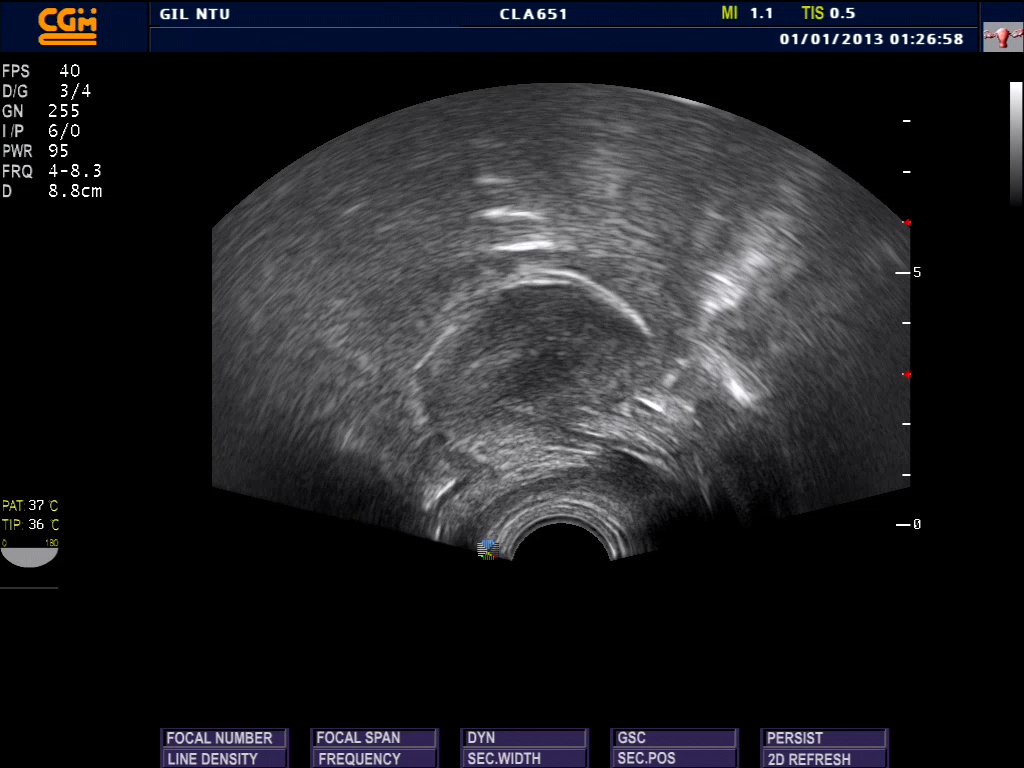 CGM
GIL NTU
CLA651
MI 1.1 TIS 0.5
01/01/2013 01:26:58
FPS 40
D/G 3/4
GN 255
I/P 6/0
PWR 95
FRQ 4-8.3
D 8.8cm
5
PAT: 37 °C
TIP: 36 °C
0 180
0
FOCAL NUMBER
LINE DENSITY
FOCAL SPAN
FREQUENCY
DYN
SEC.WIDTH
GSC
SEC.POS
PERSIST
2D REFRESH